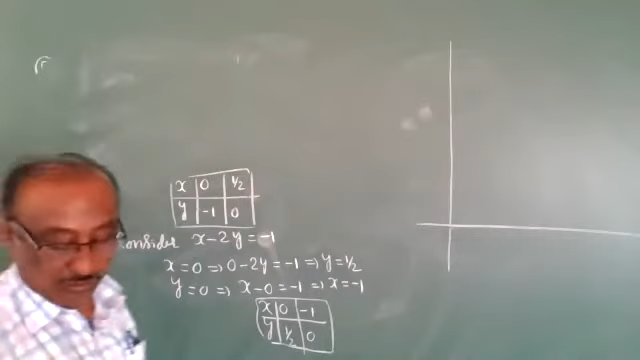 x 0 1/2
y -1 0
Consider x-2y=-1
x=0 ⇒ 0-2y=-1 ⇒ y=1/2
y=0 ⇒ x-0=-1 ⇒ x=-1
x 0 -1
y 1/2 0